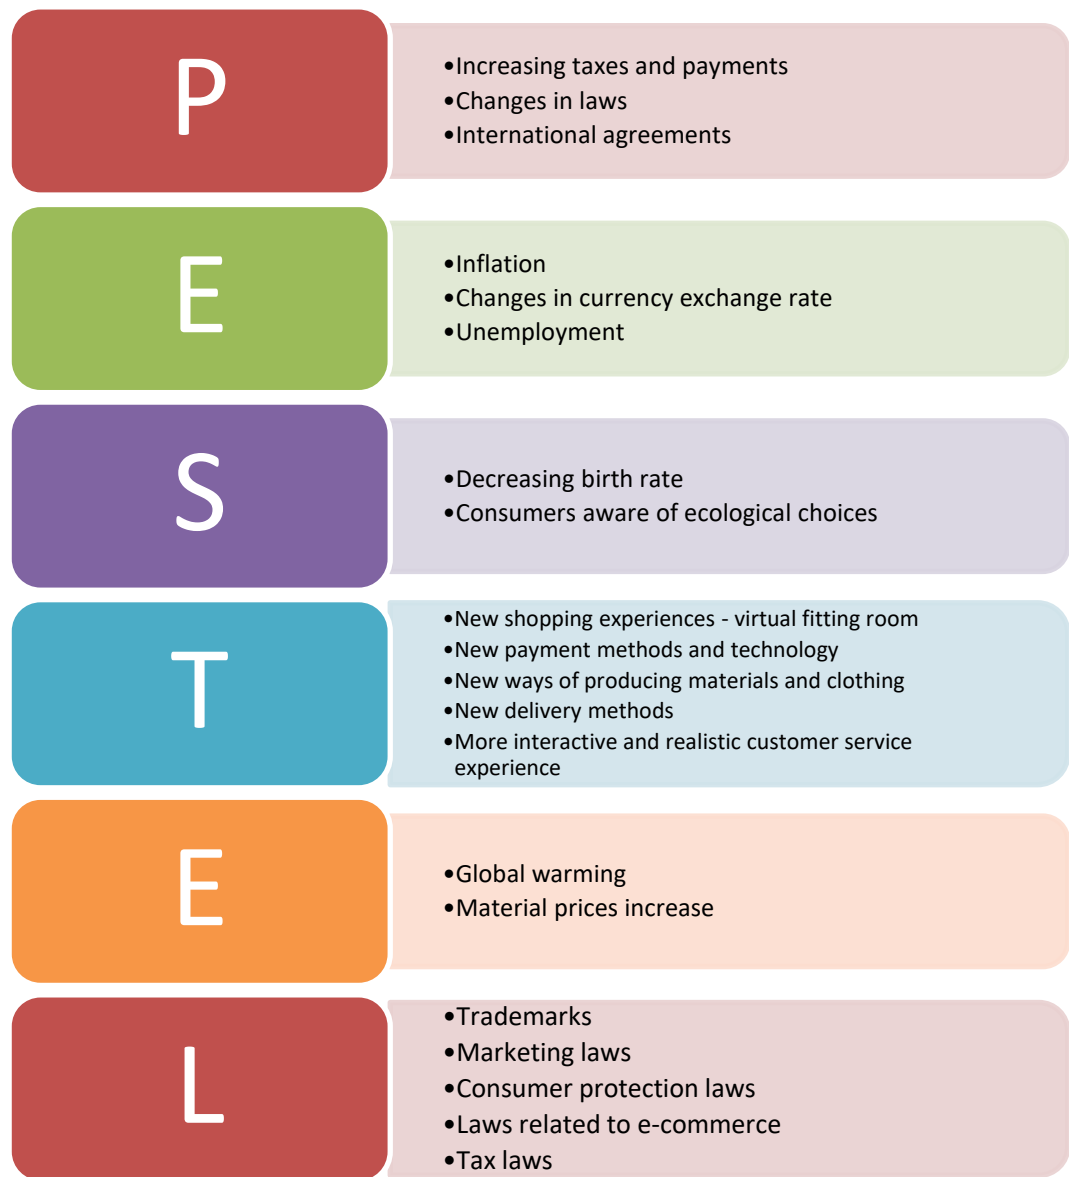 P
•Increasing taxes and payments
•Changes in laws
•International agreements
E
•Inflation
•Changes in currency exchange rate
•Unemployment
S
•Decreasing birth rate
•Consumers aware of ecological choices
T
•New shopping experiences - virtual fitting room
•New payment methods and technology
•New ways of producing materials and clothing
•New delivery methods
•More interactive and realistic customer service
experience
E
•Global warming
•Material prices increase
L
•Trademarks
•Marketing laws
•Consumer protection laws
•Laws related to e-commerce
•Tax laws